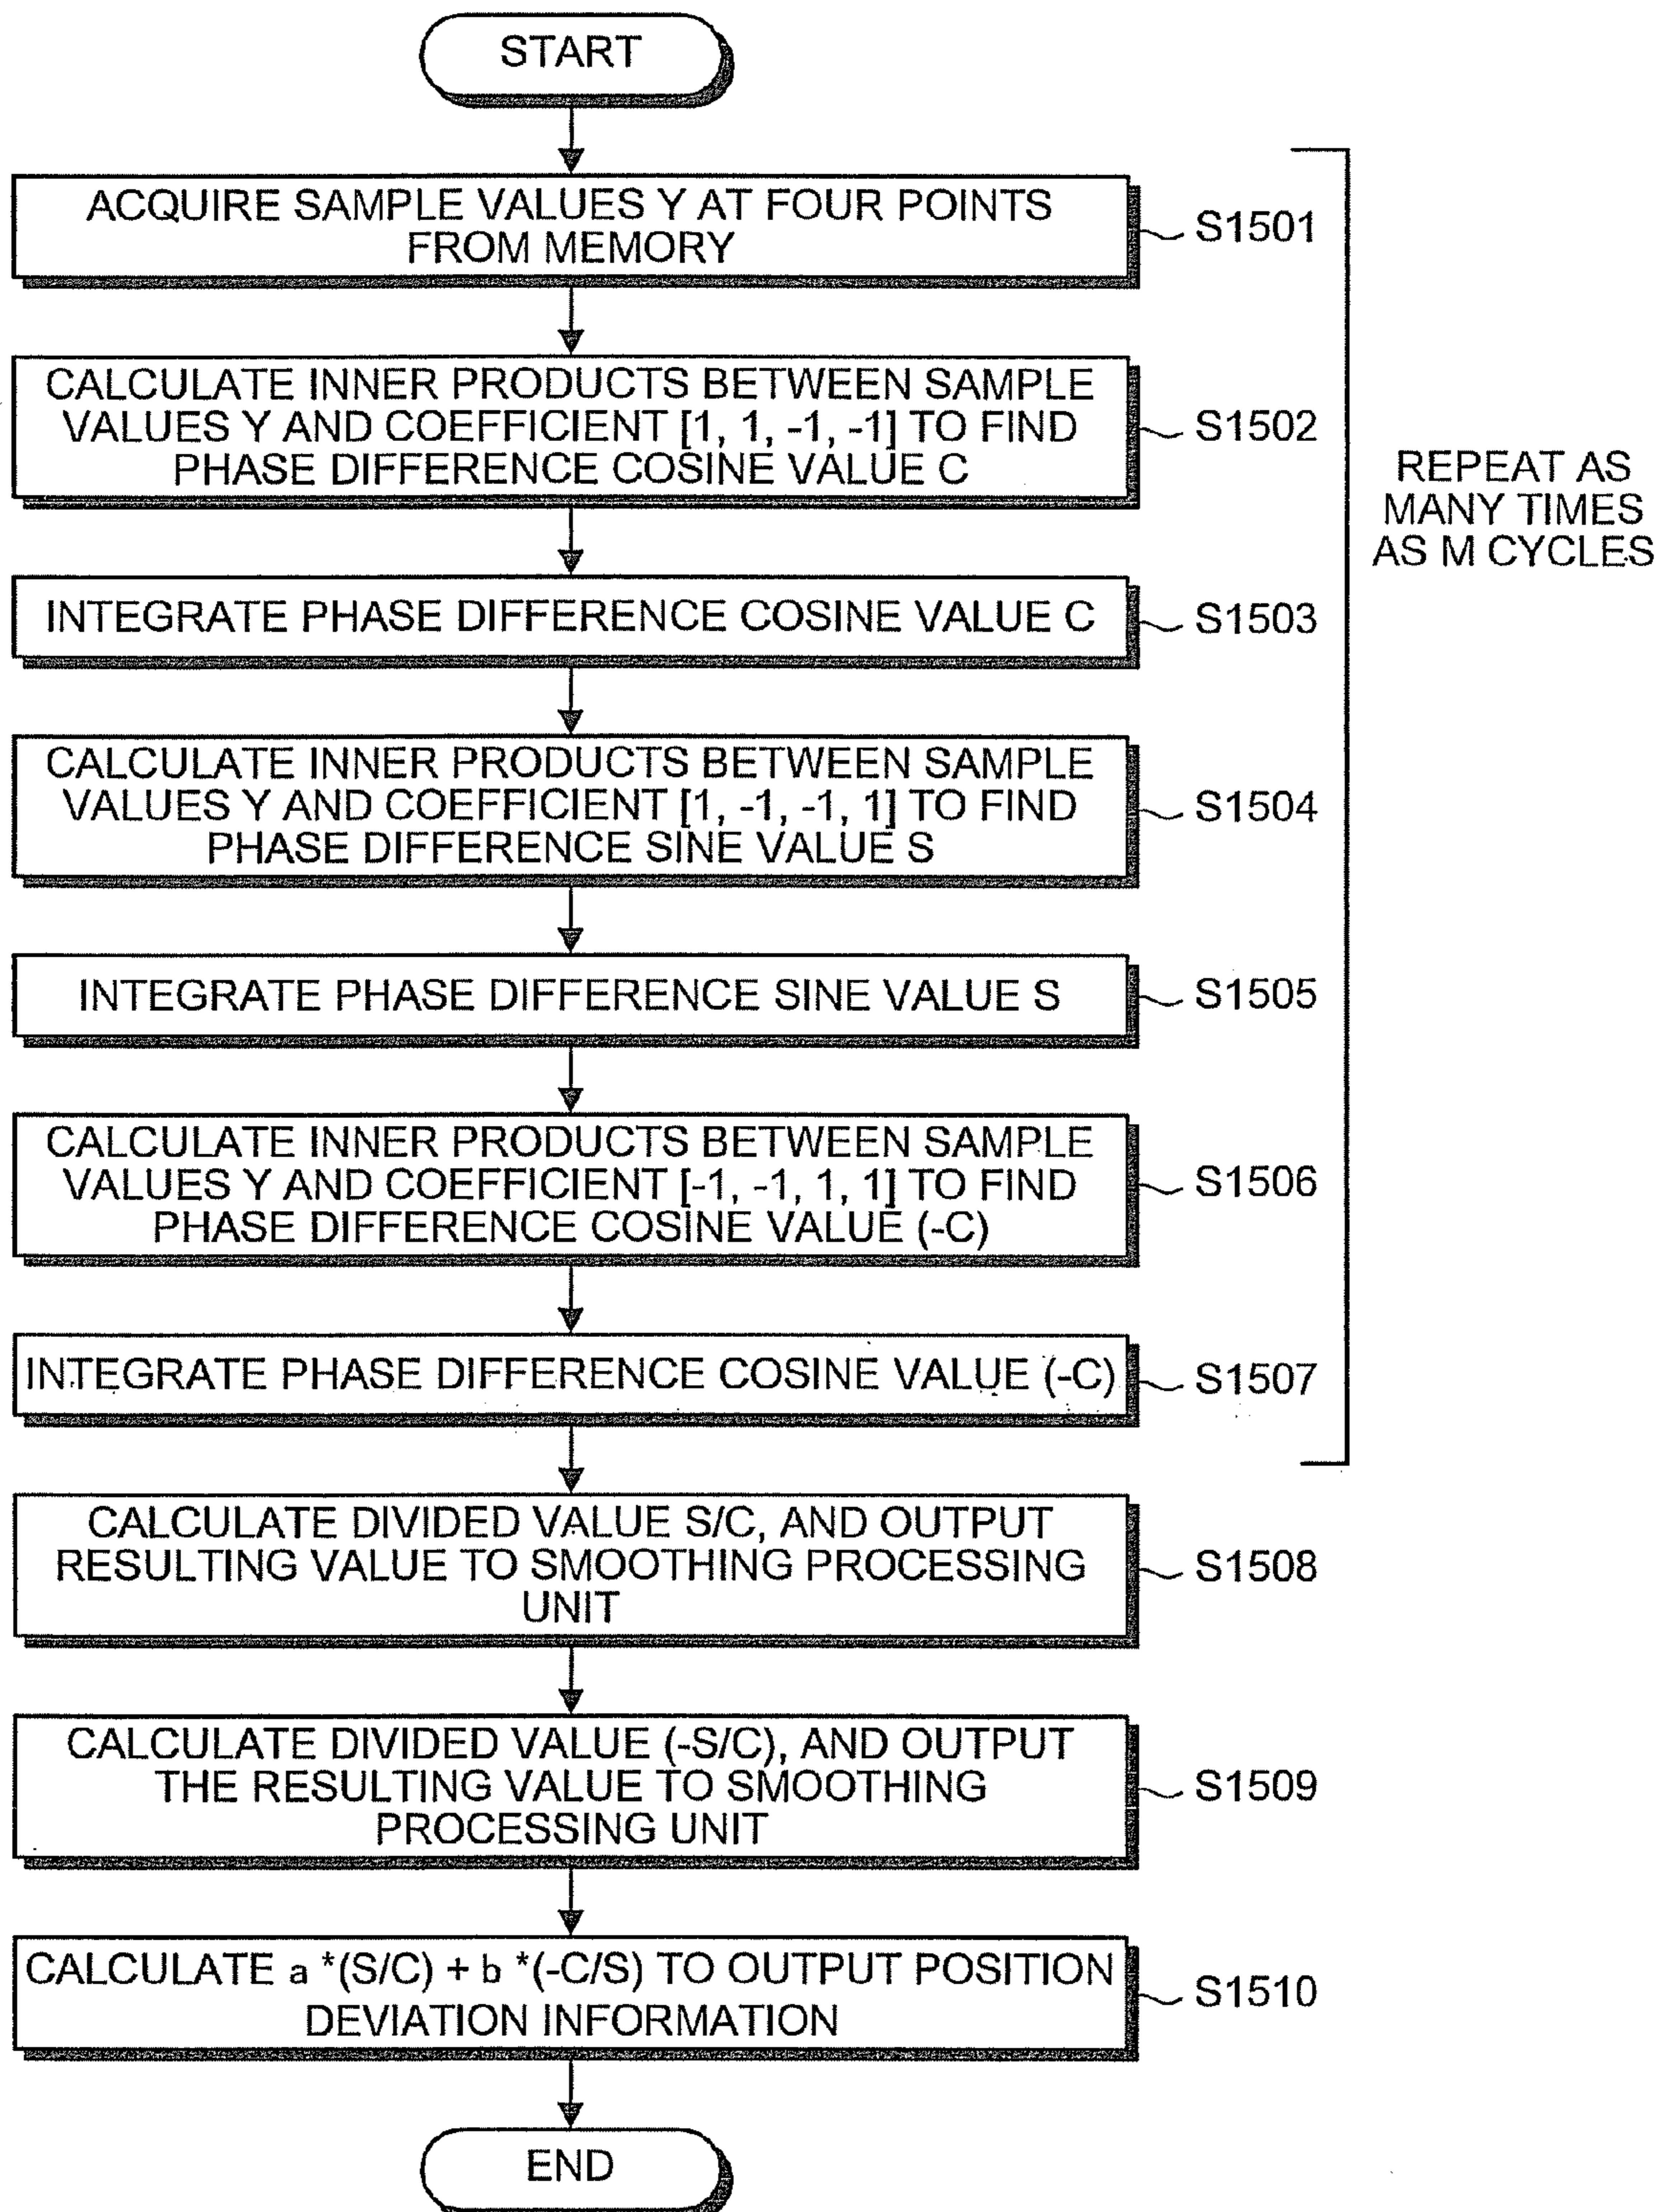 START
ACQUIRE SAMPLE VALUES Y AT FOUR POINTS
FROM MEMORY
S1501
CALCULATE INNER PRODUCTS BETWEEN SAMPLE
VALUES Y AND COEFFICIENT [1, 1, -1, -1] TO FIND
PHASE DIFFERENCE COSINE VALUE C
S1502
REPEAT AS
MANY TIMES
AS M CYCLES
INTEGRATE PHASE DIFFERENCE COSINE VALUE C
S1503
CALCULATE INNER PRODUCTS BETWEEN SAMPLE
VALUES Y AND COEFFICIENT [1, -1, -1, 1] TO FIND
PHASE DIFFERENCE SINE VALUE S
S1504
INTEGRATE PHASE DIFFERENCE SINE VALUE S
S1505
CALCULATE INNER PRODUCTS BETWEEN SAMPLE
VALUES Y AND COEFFICIENT [-1, -1, 1, 1] TO FIND
PHASE DIFFERENCE COSINE VALUE (-C)
S1506
INTEGRATE PHASE DIFFERENCE COSINE VALUE (-C)
S1507
CALCULATE DIVIDED VALUE S/C, AND OUTPUT
RESULTING VALUE TO SMOOTHING PROCESSING
UNIT
S1508
CALCULATE DIVIDED VALUE (-S/C), AND OUTPUT
THE RESULTING VALUE TO SMOOTHING
PROCESSING UNIT
S1509
CALCULATE a *(S/C) + b *(-C/S) TO OUTPUT POSITION
DEVIATION INFORMATION
S1510
END